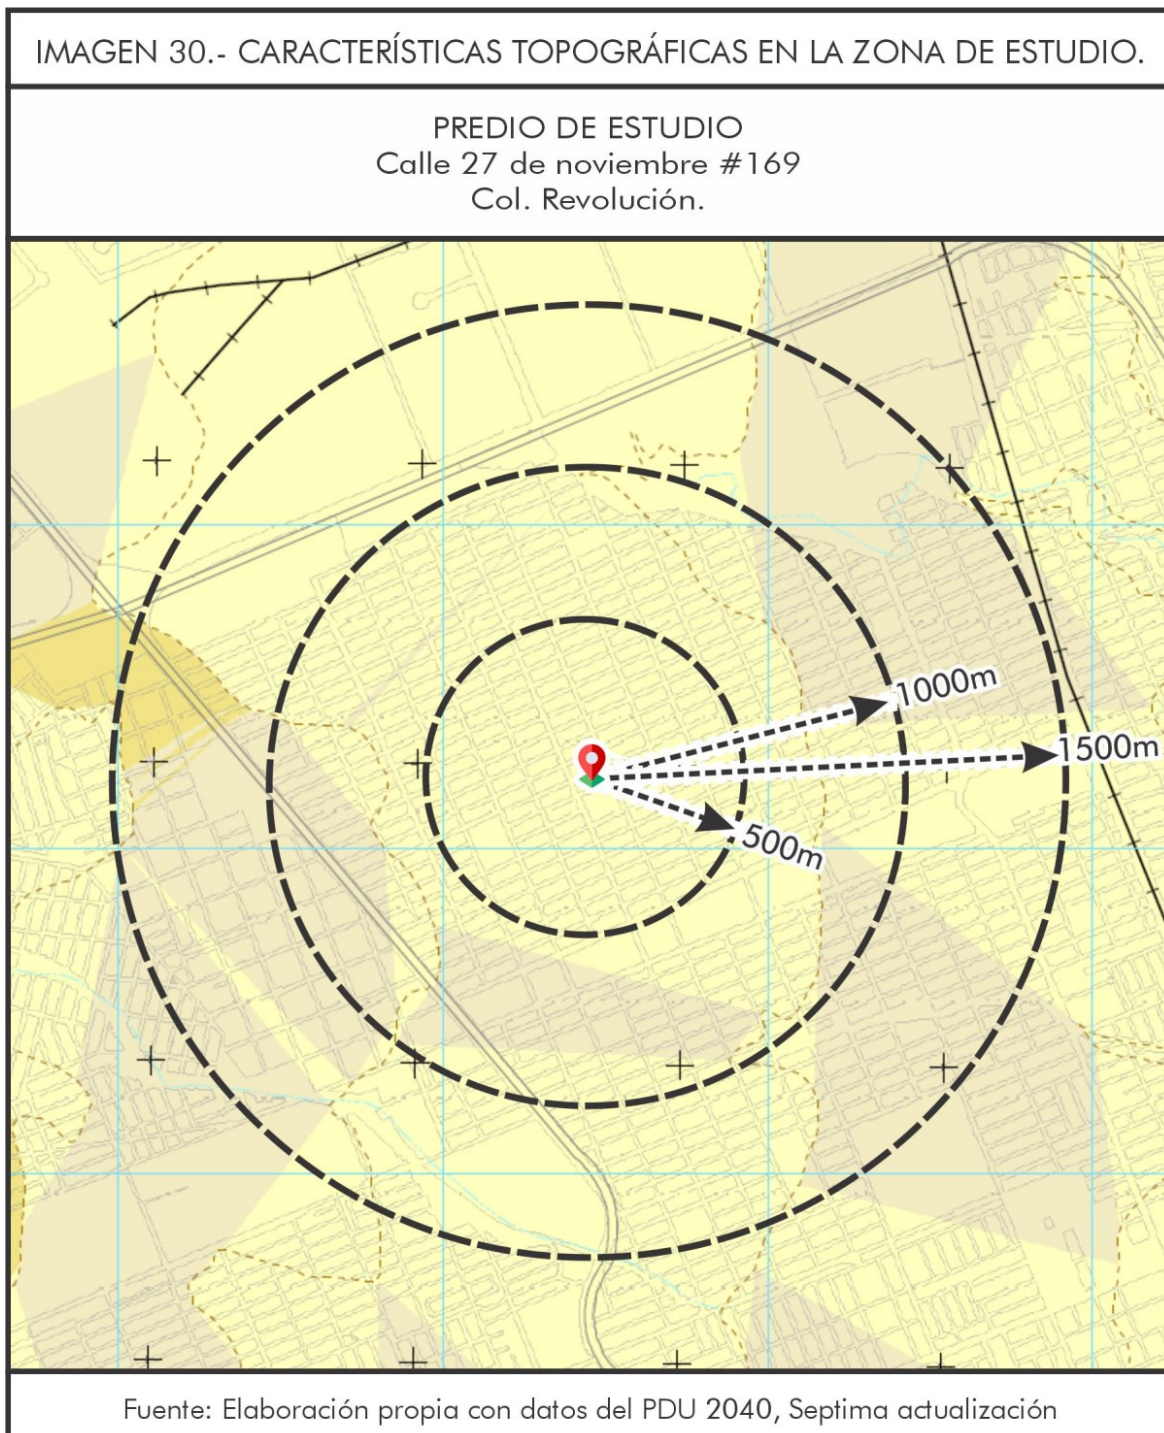 IMAGEN 30.- CARACTERÍSTICAS TOPOGRÁFICAS EN LA ZONA DE ESTUDIO.
PREDIO DE ESTUDIO
Calle 27 de noviembre #169
Col. Revolución.
1000m
1500m
500m
Fuente: Elaboración propia con datos del PDU 2040, Septima actualización